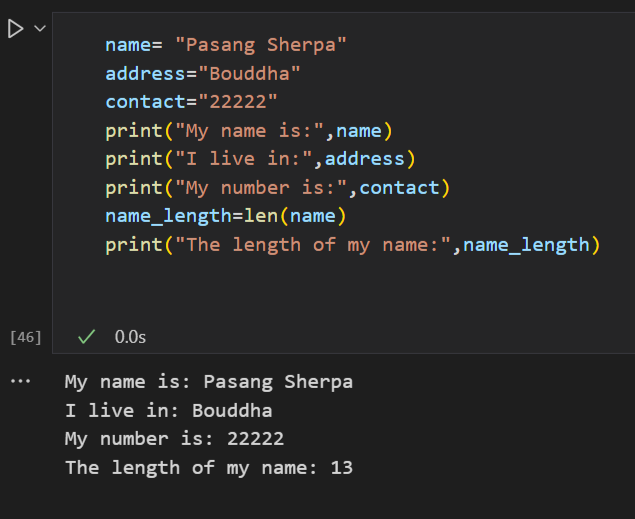 name= "Pasang Sherpa"
address="Bouddha"
contact="22222"
print("My name is:",name)
print("I live in:",address)
print("My number is:",contact)
name_length=len(name)
print("The length of my name:",name_length)
[46]
0.0s
My name is: Pasang Sherpa
I live in: Bouddha
My number is: 22222
The length of my name: 13